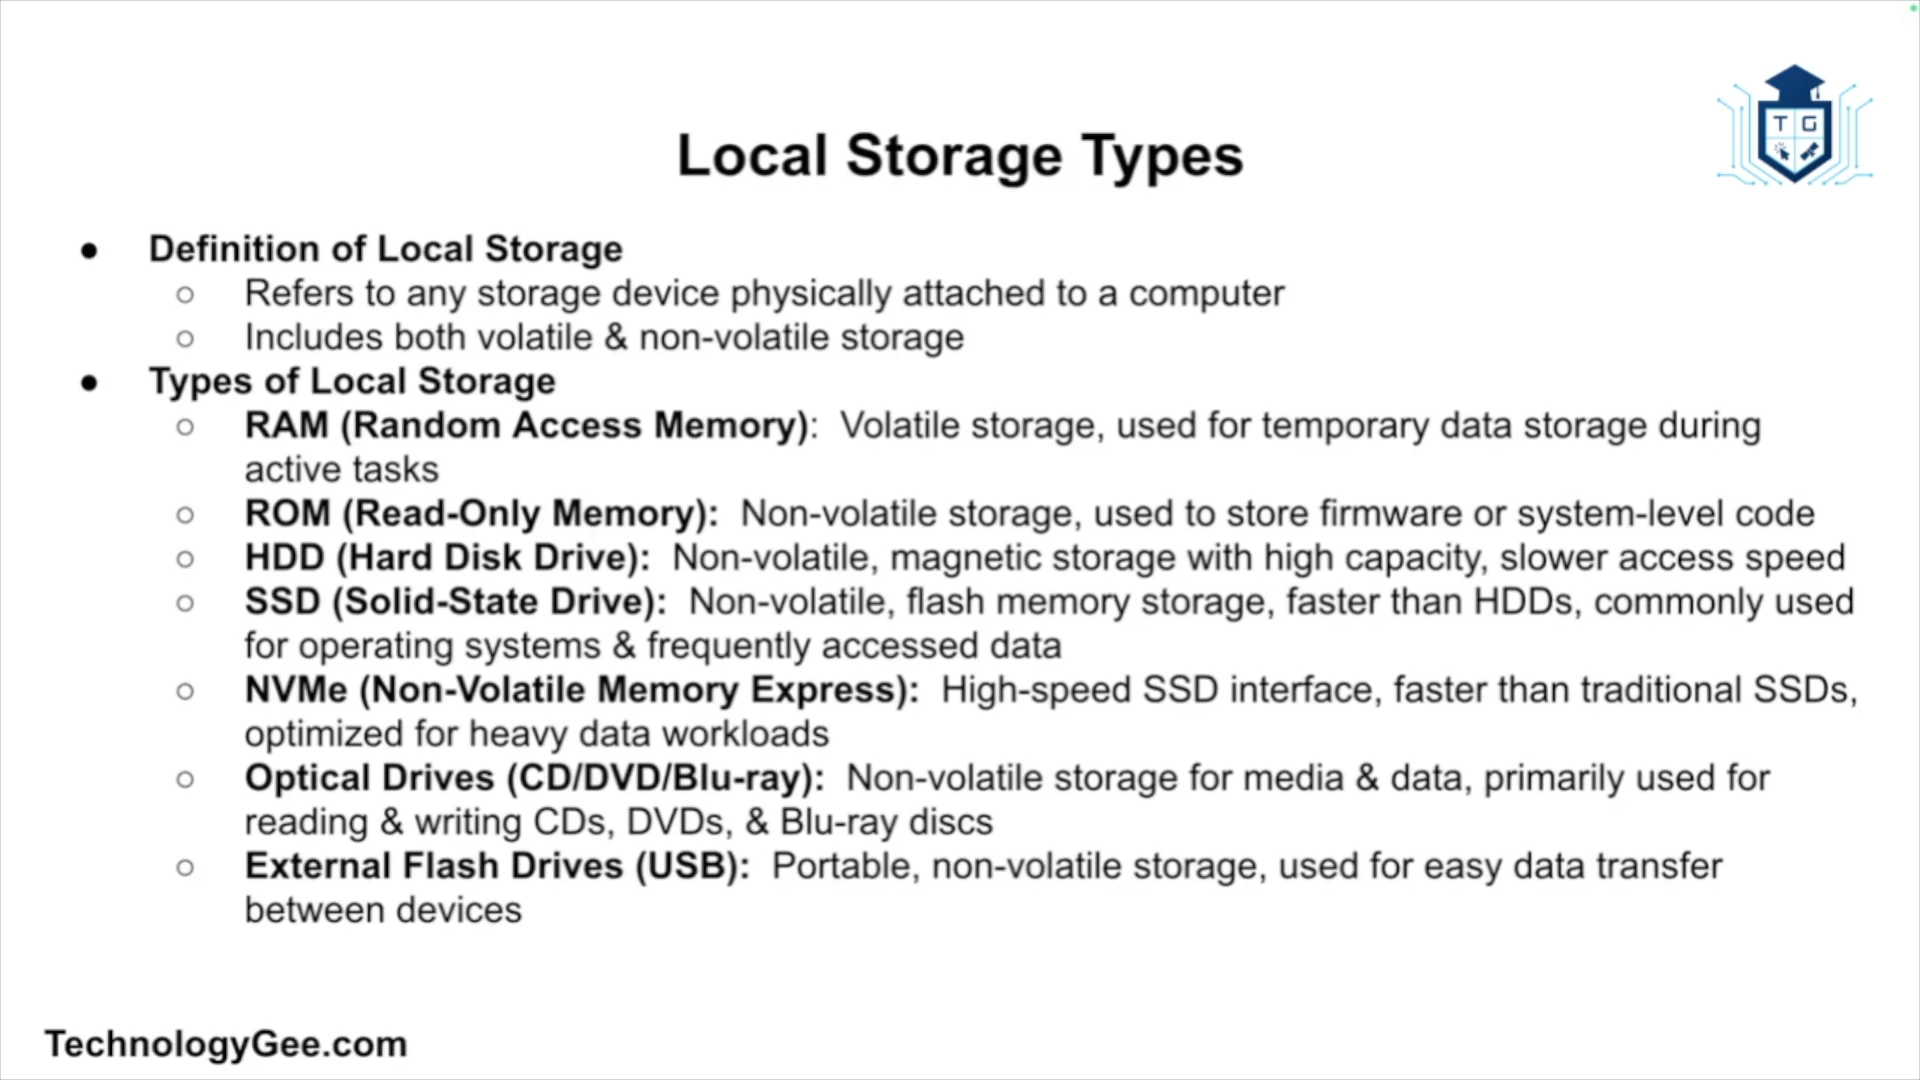 T G
Local Storage Types
● Definition of Local Storage
○ Refers to any storage device physically attached to a computer
○ Includes both volatile & non-volatile storage
● Types of Local Storage
○ RAM (Random Access Memory): Volatile storage, used for temporary data storage during
active tasks
○ ROM (Read-Only Memory): Non-volatile storage, used to store firmware or system-level code
○ HDD (Hard Disk Drive): Non-volatile, magnetic storage with high capacity, slower access speed
○ SSD (Solid-State Drive): Non-volatile, flash memory storage, faster than HDDs, commonly used
for operating systems & frequently accessed data
○ NVMe (Non-Volatile Memory Express): High-speed SSD interface, faster than traditional SSDs,
optimized for heavy data workloads
○ Optical Drives (CD/DVD/Blu-ray): Non-volatile storage for media & data, primarily used for
reading & writing CDs, DVDs, & Blu-ray discs
○ External Flash Drives (USB): Portable, non-volatile storage, used for easy data transfer
between devices
TechnologyGee.com